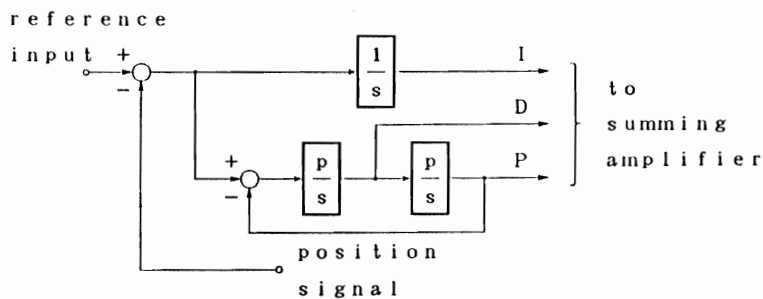 reference
input
+
−
1
s
I
to
summing
amplifier
D
+
−
p
s
p
s
P
position
signal